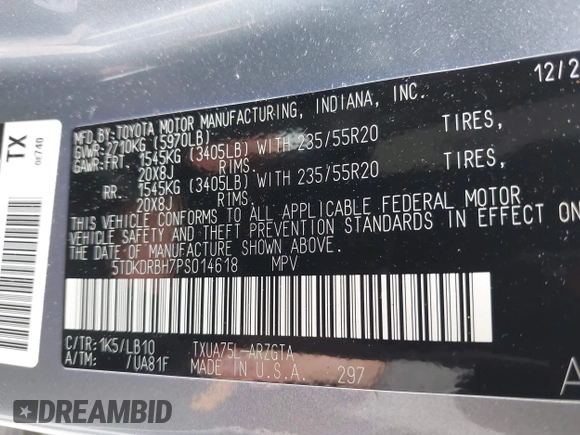 12/2
MFD.BY:TOYOTA MOTOR MANUFACTURING, INDIANA, INC.
GVWR:2710KG (5970LB)
GAWR:FRT. 1545KG (3405LB) WITH 235/55R20 TIRES,
20X8J RIMS.
RR. 1545KG (3405LB) WITH 235/55R20 TIRES,
20X8J RIMS.
THIS VEHICLE CONFORMS TO ALL APPLICABLE FEDERAL MOTOR
VEHICLE SAFETY AND THEFT PREVENTION STANDARDS IN EFFECT ON
THE DATE OF MANUFACTURE SHOWN ABOVE.
5TDKDRBH7PS014618 MPV
C/TR:1K5/LB10 TXUA75L-ARZGTA
A/TM: /UA81F MADE IN U.S.A. 297
A
TX
DREAMBID